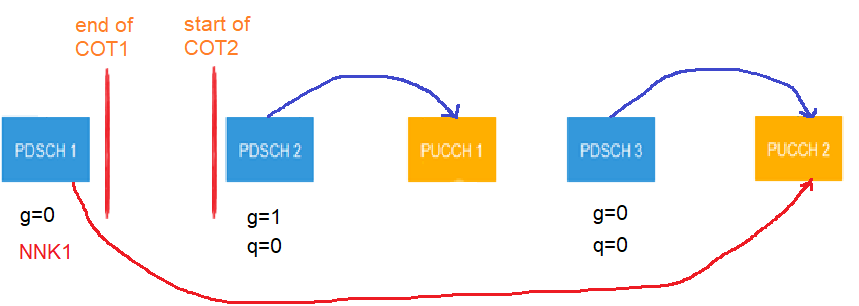 end of
COT1
start of
COT2
PDSCH 1
PDSCH 2
PUCCH 1
PDSCH 3
PUCCH 2
g=0
NNK1
g=1
q=0
g=0
q=0